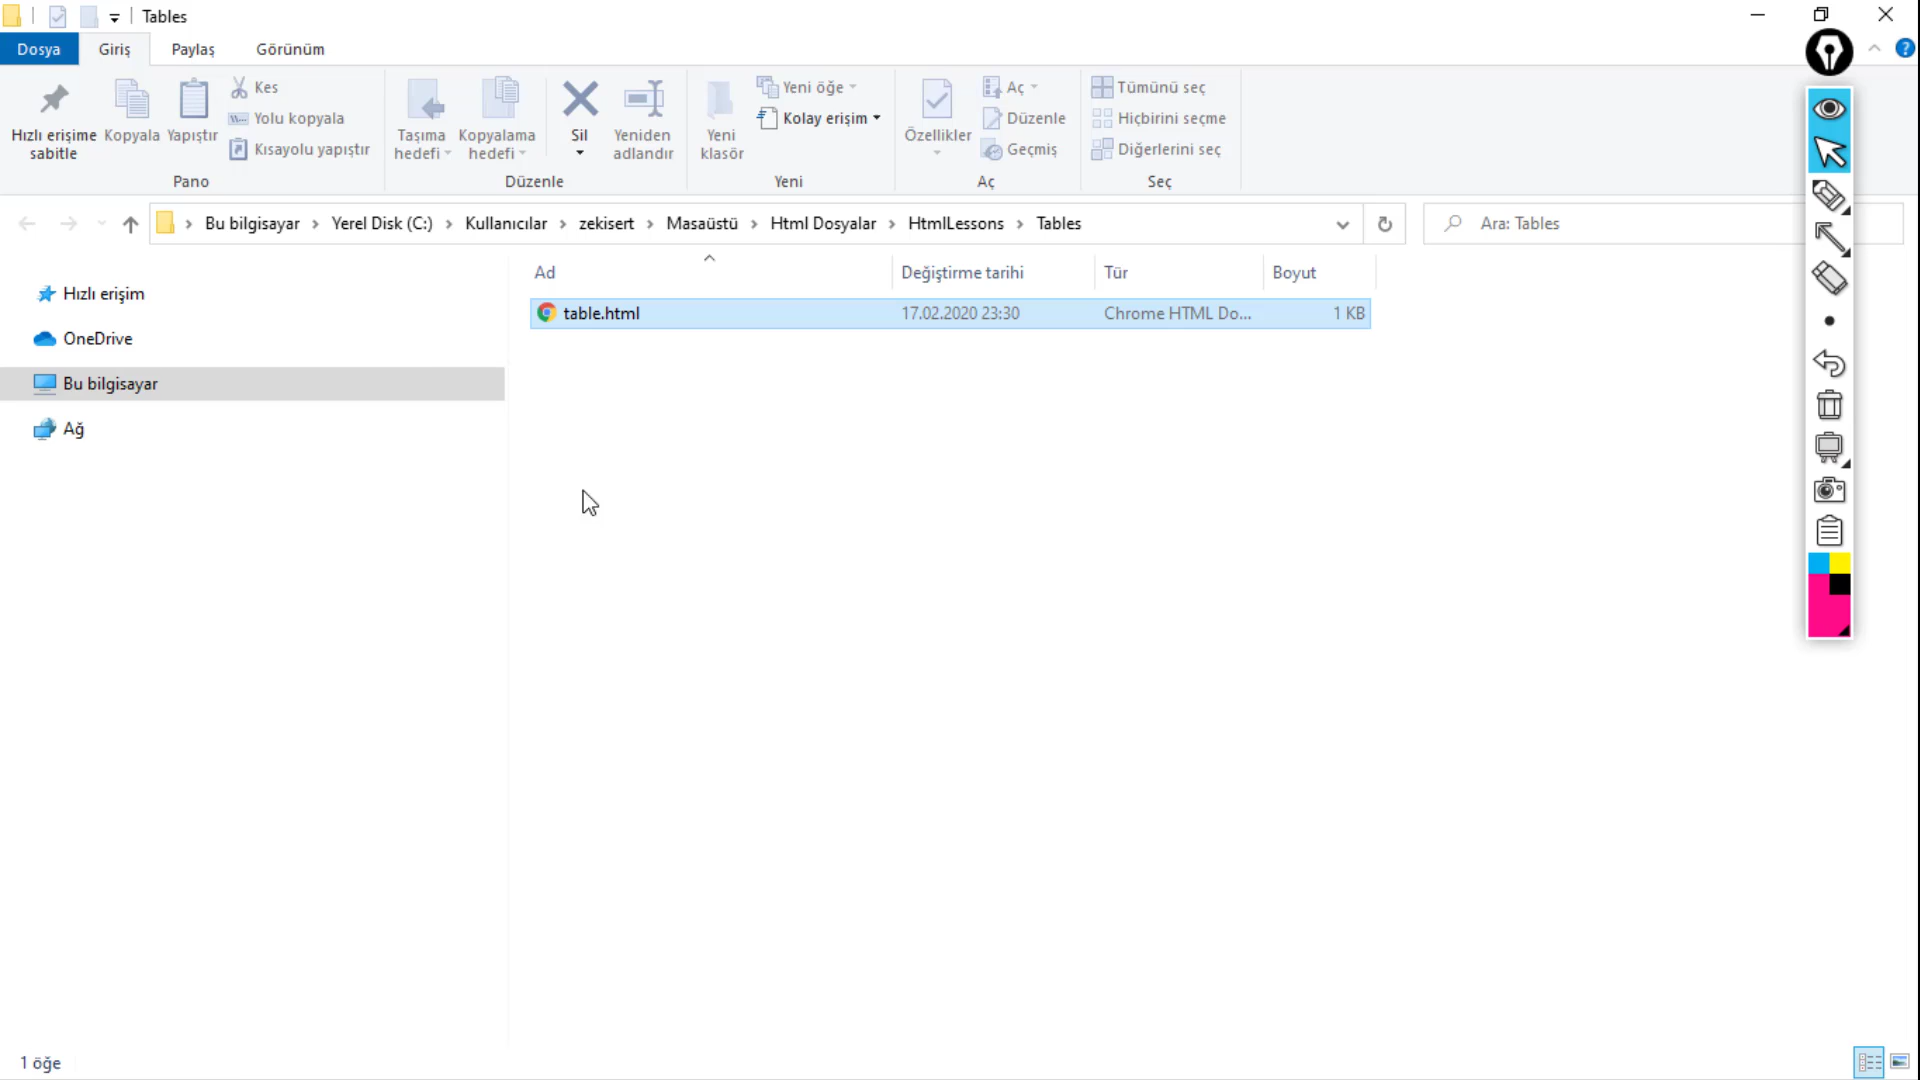 Tables
Dosya Giriş Paylaş Görünüm
Hızlı erişime sabitle
Kopyala
Yapıştır
Kes
Yolu kopyala
Kısayolu yapıştır
Pano
Taşıma hedefi
Kopyalama hedefi
Sil
Yeniden adlandır
Düzenle
Yeni klasör
Yeni öğe
Kolay erişim
Yeni
Özellikler
Aç
Düzenle
Geçmiş
Aç
Tümünü seç
Hiçbirini seçme
Diğerlerini seç
Seç
Bu bilgisayar › Yerel Disk (C:) › Kullanıcılar › zekisert › Masaüstü › Html Dosyalar › HtmlLessons › Tables
Ara: Tables
Hızlı erişim
OneDrive
Bu bilgisayar
Ağ
Ad Değiştirme tarihi Tür Boyut
table.html 17.02.2020 23:30 Chrome HTML Do... 1 KB
1 öğe